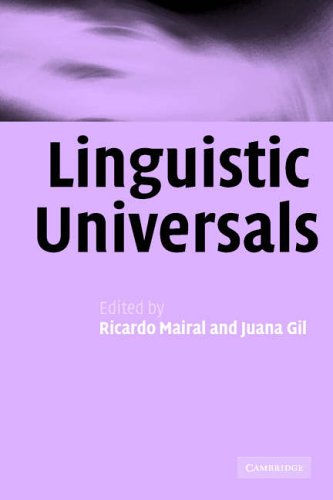 Linguistic
Universals
Edited by
Ricardo Mairal and Juana Gil
CAMBRIDGE